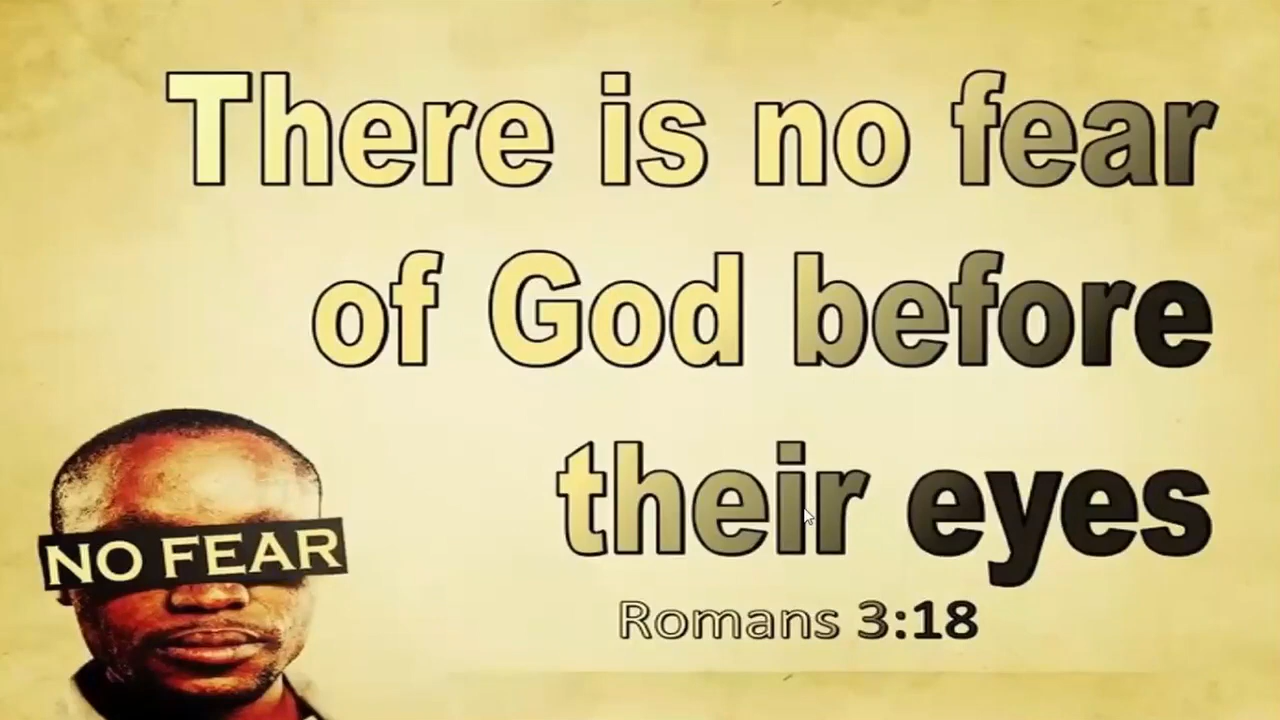 There is no fear
of God before
their eyes
Romans 3:18
NO FEAR